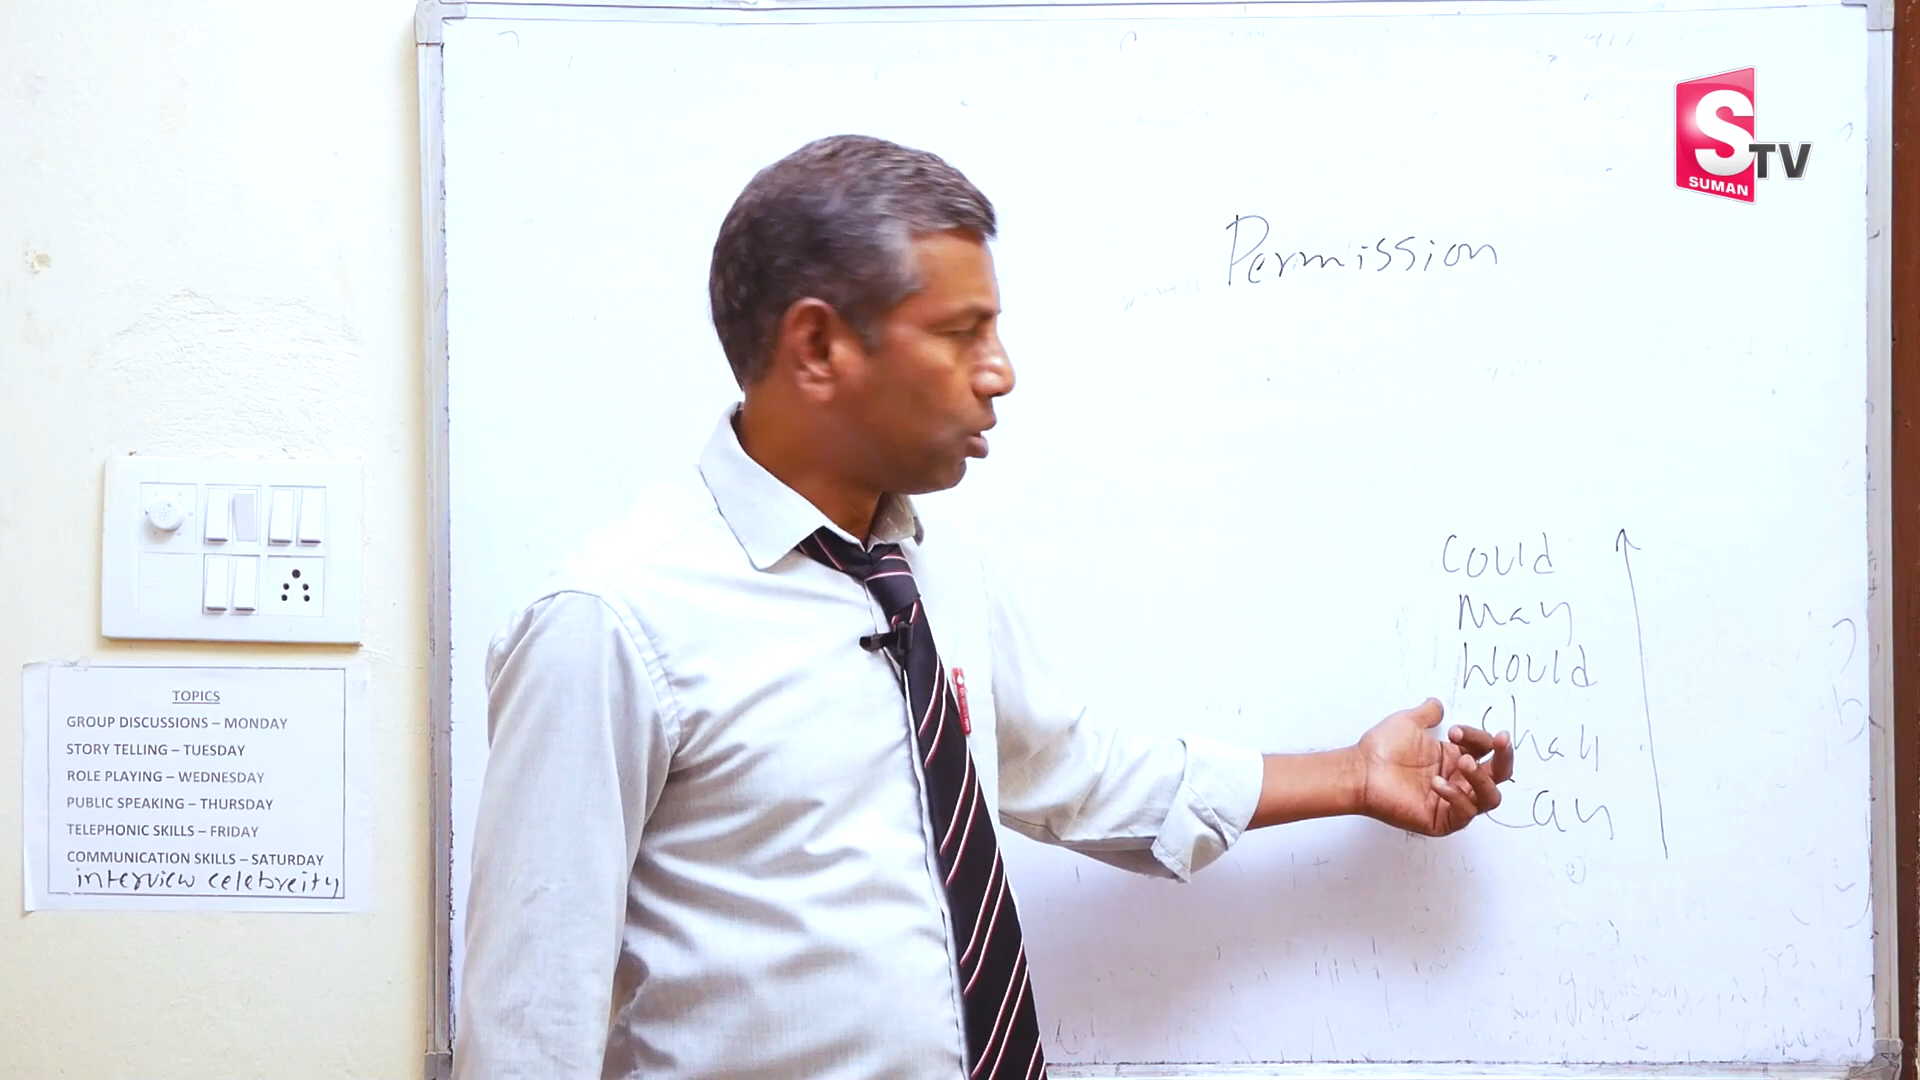 S TV
SUMAN
Permission
Could
May
Would
Shall
Can
TOPICS
GROUP DISCUSSIONS – MONDAY
STORY TELLING – TUESDAY
ROLE PLAYING – WEDNESDAY
PUBLIC SPEAKING – THURSDAY
TELEPHONIC SKILLS – FRIDAY
COMMUNICATION SKILLS – SATURDAY
interview celebreity